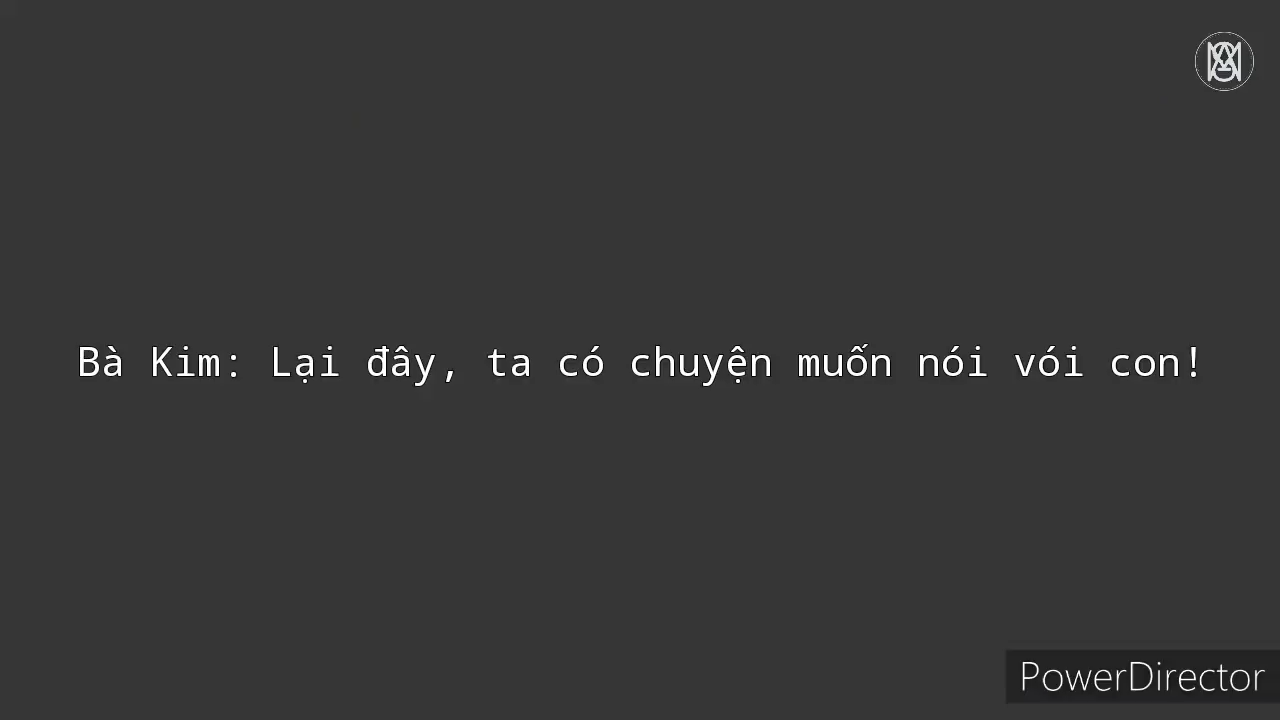 Bà Kim: Lại đây, ta có chuyện muốn nói vói con!
PowerDirector